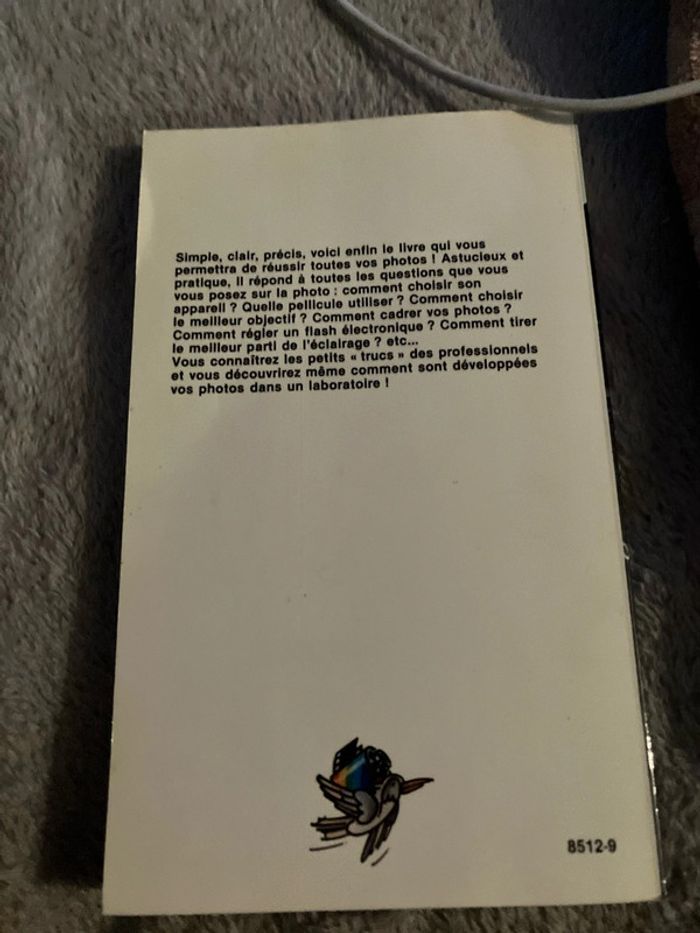 Simple, clair, précis, voici enfin le livre qui vous
permettra de réussir toutes vos photos ! Astucieux et
pratique, il répond à toutes les questions que vous
vous posez sur la photo : comment choisir son
appareil ? Quelle pellicule utiliser ? Comment choisir
le meilleur objectif ? Comment cadrer vos photos ?
Comment régler un flash électronique ? Comment tirer
le meilleur parti de l'éclairage ? etc...
Vous connaîtrez les petits « trucs » des professionnels
et vous découvrirez même comment sont développées
vos photos dans un laboratoire !
8512-9